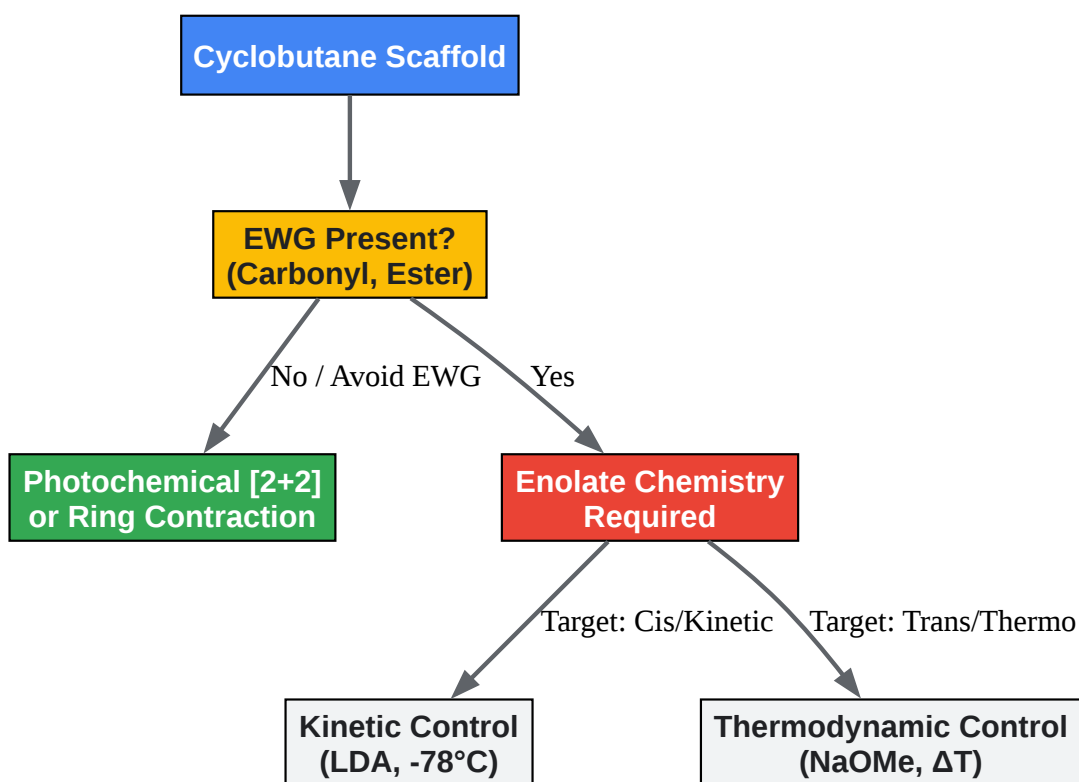 Cyclobutane Scaffold
EWG Present?
(Carbonyl, Ester)
No / Avoid EWG
Yes
Photochemical [2+2]
or Ring Contraction
Enolate Chemistry
Required
Target: Cis/Kinetic
Target: Trans/Thermo
Kinetic Control
(LDA, -78°C)
Thermodynamic Control
(NaOMe, ΔT)